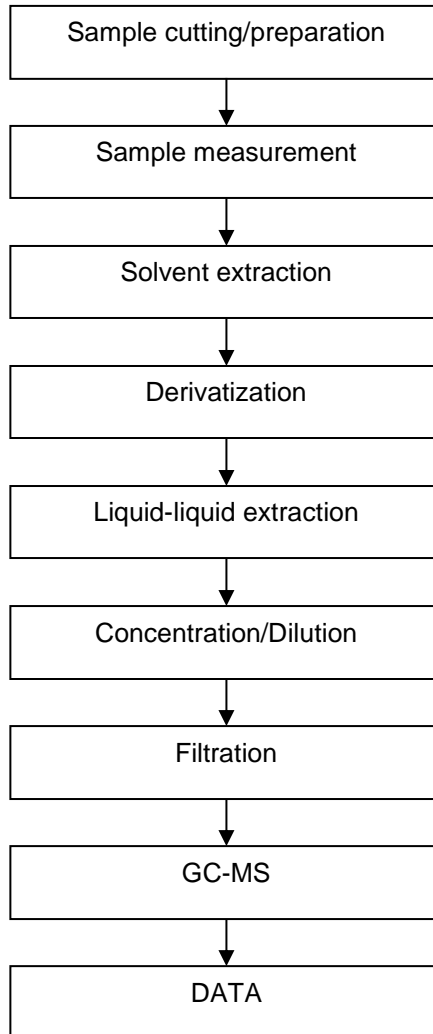 Sample cutting/preparation
Sample measurement
Solvent extraction
Derivatization
Liquid-liquid extraction
Concentration/Dilution
Filtration
GC-MS
DATA